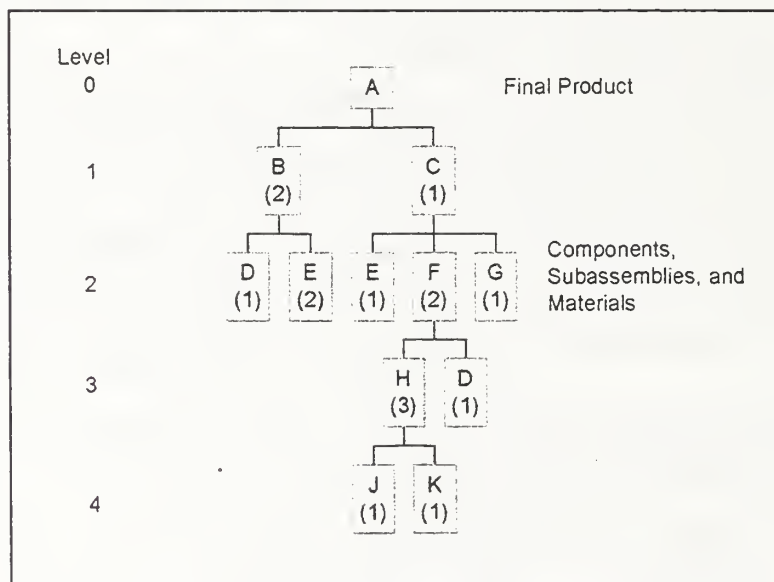 Level
0
A
Final Product
1
B
(2)
C
(1)
2
D
(1)
E
(2)
E
(1)
F
(2)
G
(1)
Components,
Subassemblies, and
Materials
3
H
(3)
D
(1)
4
J
(1)
K
(1)